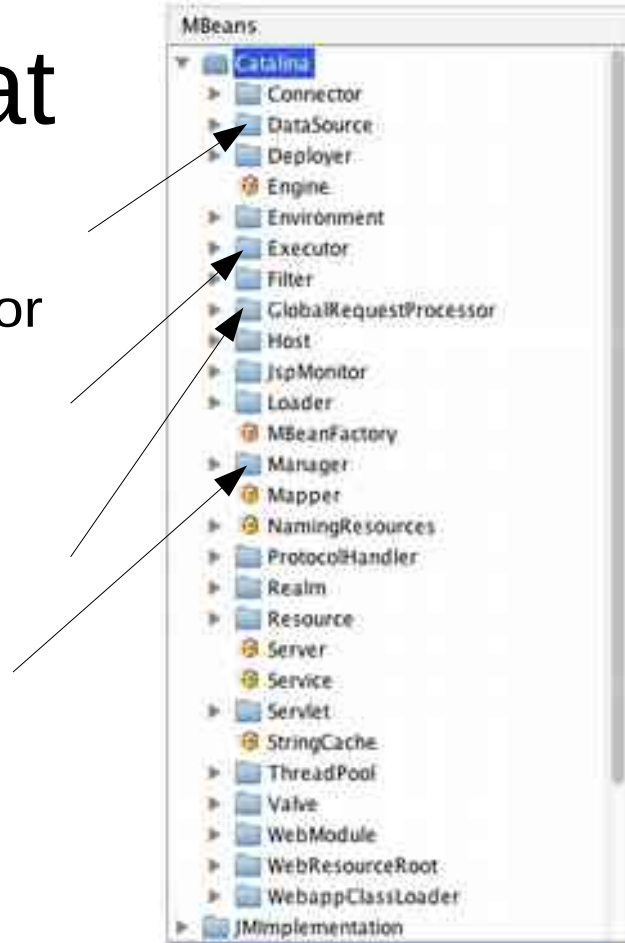 at
or
MBeans
Catalina
Connector
DataSource
Deployer
Engine
Environment
Executor
Filter
GlobalRequestProcessor
Host
JspMonitor
Loader
MBeanFactory
Manager
Mapper
NamingResources
ProtocolHandler
Realm
Resource
Server
Service
Servlet
StringCache
ThreadPool
Valve
WebModule
WebResourceRoot
WebappClassLoader
JMImplementation